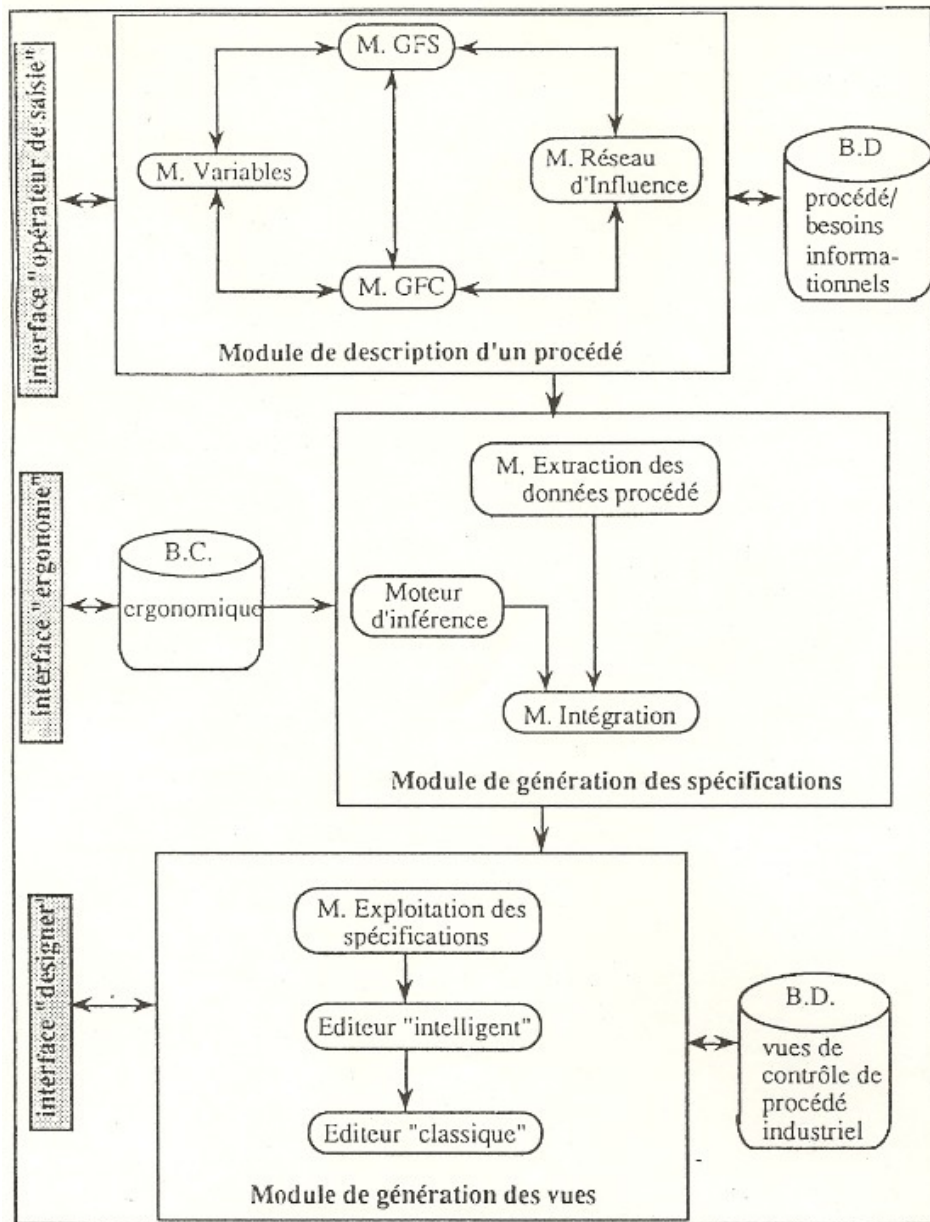 interface "opérateur de saisie"
M. GFS
M. Variables
M. Réseau
d'Influence
M. GFC
Module de description d'un procédé
B.D
procédé/
besoins
informa-
tionnels
interface "ergonome"
B.C.
ergonomique
M. Extraction des
données procédé
Moteur
d'inférence
M. Intégration
Module de génération des spécifications
interface "designer"
M. Exploitation des
spécifications
Editeur "intelligent"
Editeur "classique"
Module de génération des vues
B.D.
vues de
contrôle de
procédé
industriel